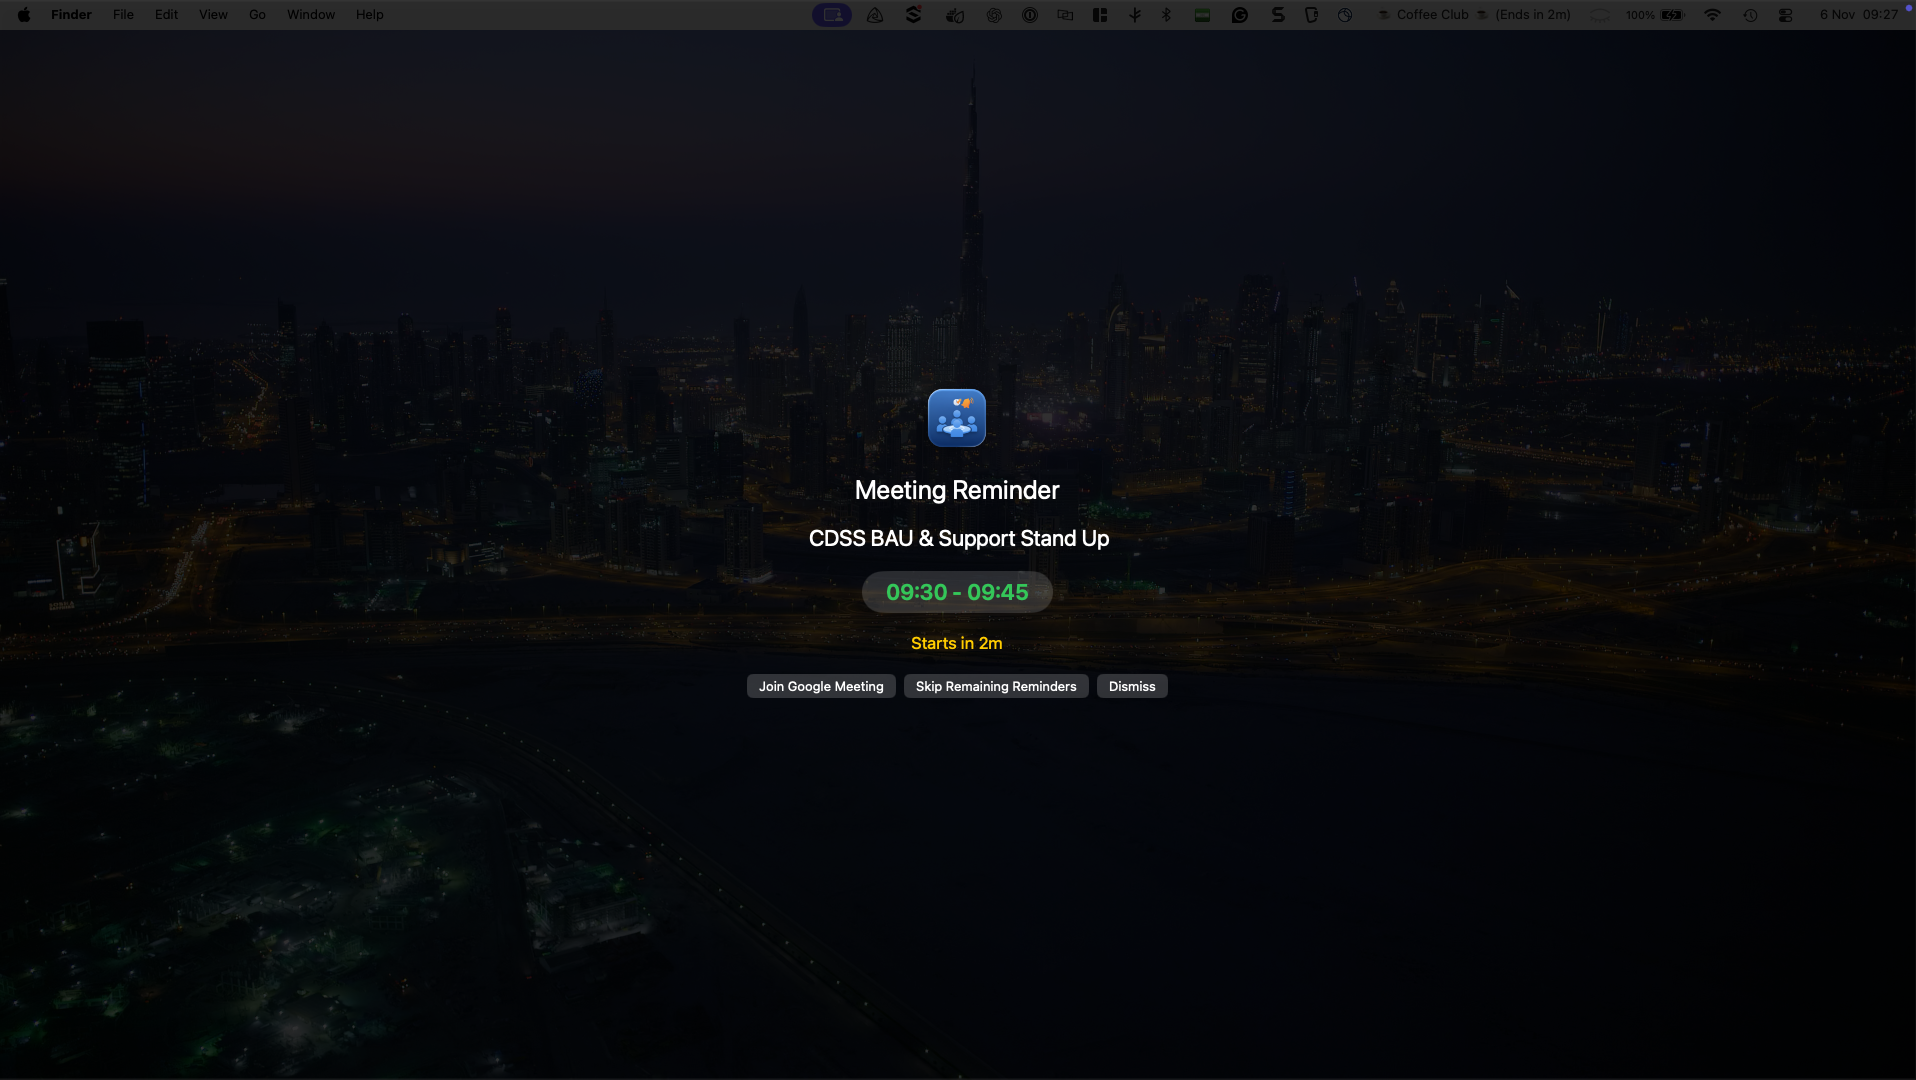 Finder File Edit View Go Window Help Coffee Club (Ends in 2m) 100% 6 Nov 09:27
Meeting Reminder
CDSS BAU & Support Stand Up
09:30 - 09:45
Starts in 2m
Join Google Meeting Skip Remaining Reminders Dismiss